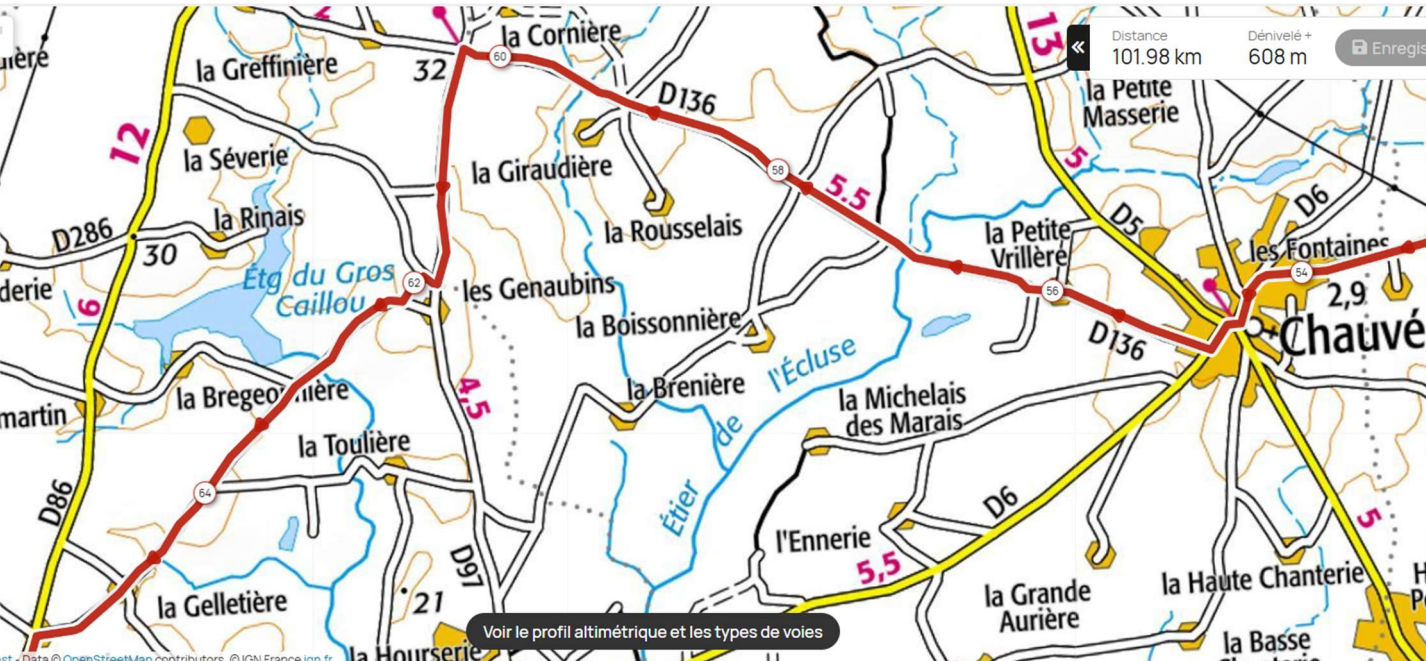 Distance
101.98 km
Dénivelé +
608 m
Enregis
la Cornière
13
la Greffinière
32
60
D136
la Petite
Masserie
12
la Séverie
la Giraudière
58
5.5
5
D6
D286
30
la Rinais
la Rousselais
la Petite
Vrillère
D5
les Fontaines
54
derie
6
Étg du Gros
Caillou
62
les Genaubins
56
2,9
la Boissonnière
D136
Chauvé
martin
la Bregeonnière
4,5
la Brenière
l'Écluse
de
Étier
la Michelais
des Marais
la Toulière
64
D86
D6
5
l'Ennerie
5,5
D97
la Gelletière
21
la Grande
Aurière
la Haute Chanterie
Voir le profil altimétrique et les types de voies
la Hourserie
la Basse
Data © OpenStreetMap contributors, © IGN France ign.fr